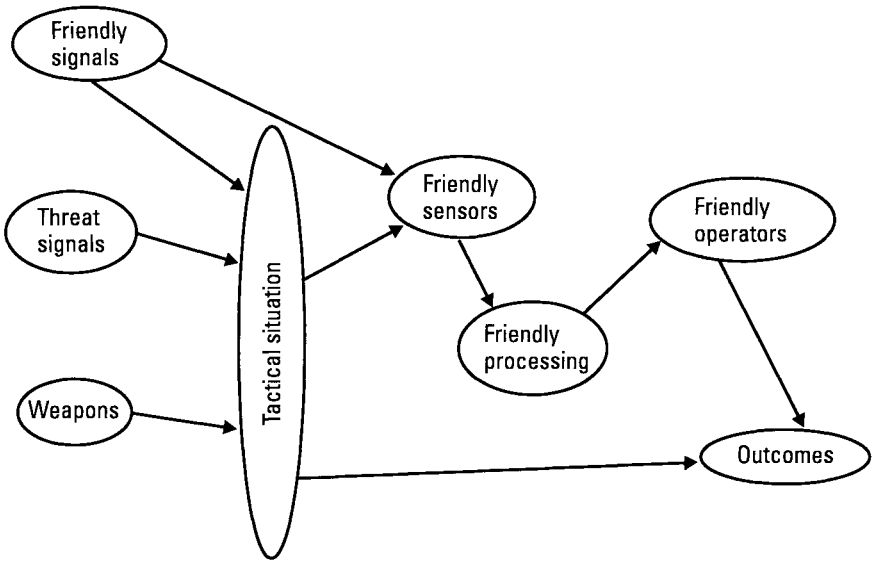 Friendly
signals
Threat
signals
Weapons
Tactical situation
Friendly
sensors
Friendly
processing
Friendly
operators
Outcomes